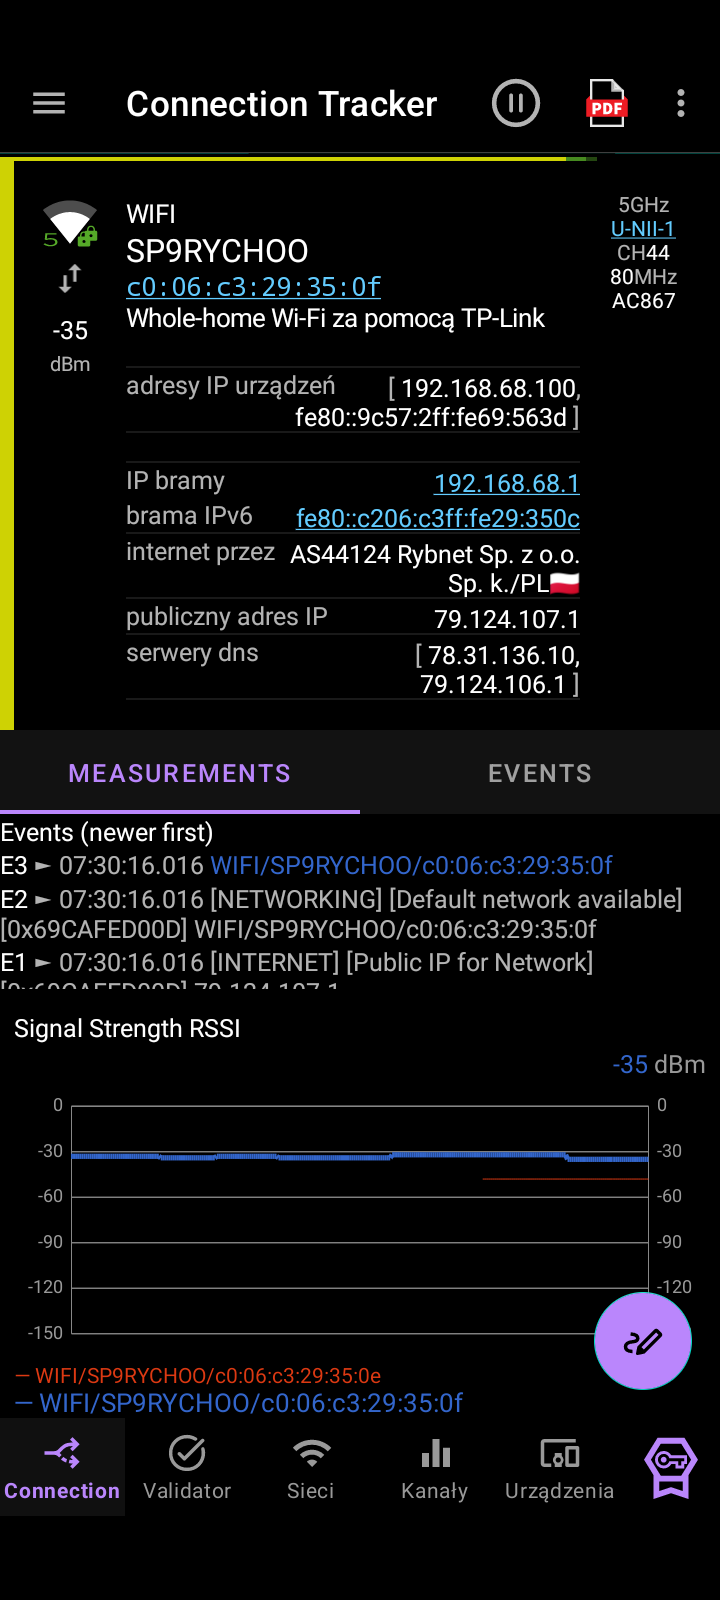 Connection Tracker
PDF
WIFI
SP9RYCHOO
c0:06:c3:29:35:0f
Whole-home Wi-Fi za pomocą TP-Link
5GHz
U-NII-1
CH44
80MHz
AC867
5
-35
dBm
adresy IP urządzeń [ 192.168.68.100,
fe80::9c57:2ff:fe69:563d ]
IP bramy 192.168.68.1
brama IPv6 fe80::c206:c3ff:fe29:350c
internet przez AS44124 Rybnet Sp. z o.o.
Sp. k./PL🇵🇱
publiczny adres IP 79.124.107.1
serwery dns [ 78.31.136.10,
79.124.106.1 ]
MEASUREMENTS EVENTS
Events (newer first)
E3 ► 07:30:16.016 WIFI/SP9RYCHOO/c0:06:c3:29:35:0f
E2 ► 07:30:16.016 [NETWORKING] [Default network available]
[0x69CAFED00D] WIFI/SP9RYCHOO/c0:06:c3:29:35:0f
E1 ► 07:30:16.016 [INTERNET] [Public IP for Network]
[0x69CAFED00D] 79.124.107.1
Signal Strength RSSI
-35 dBm
0 0
-30 -30
-60 -60
-90 -90
-120 -120
-150
— WIFI/SP9RYCHOO/c0:06:c3:29:35:0e
— WIFI/SP9RYCHOO/c0:06:c3:29:35:0f
Connection Validator Sieci Kanały Urządzenia